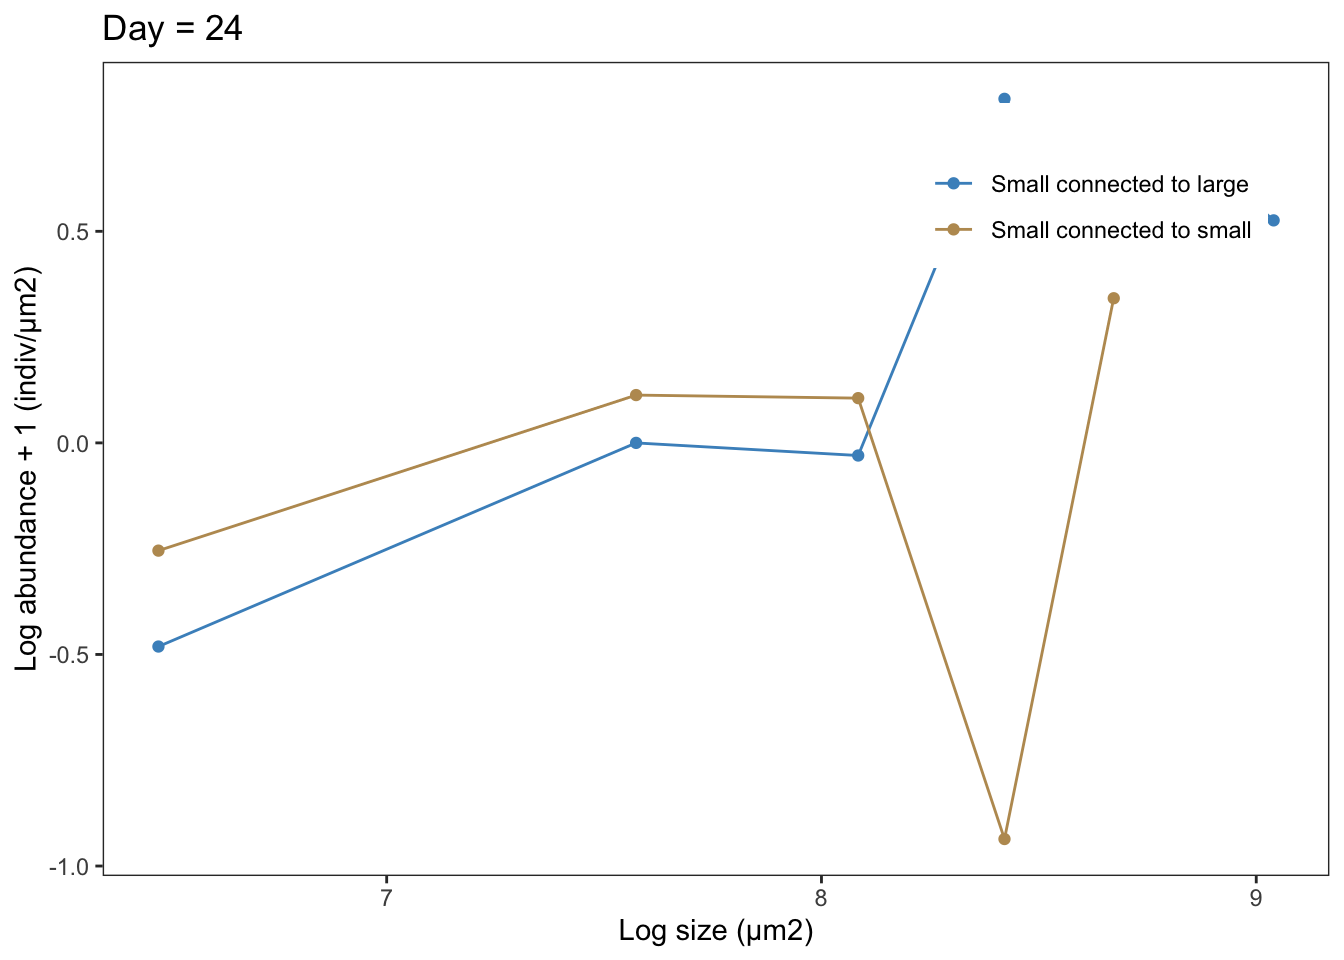 Day = 24
Log abundance + 1 (indiv/µm2)
0.5
0.0
-0.5
-1.0
Small connected to large
Small connected to small
7
8
9
Log size (µm2)